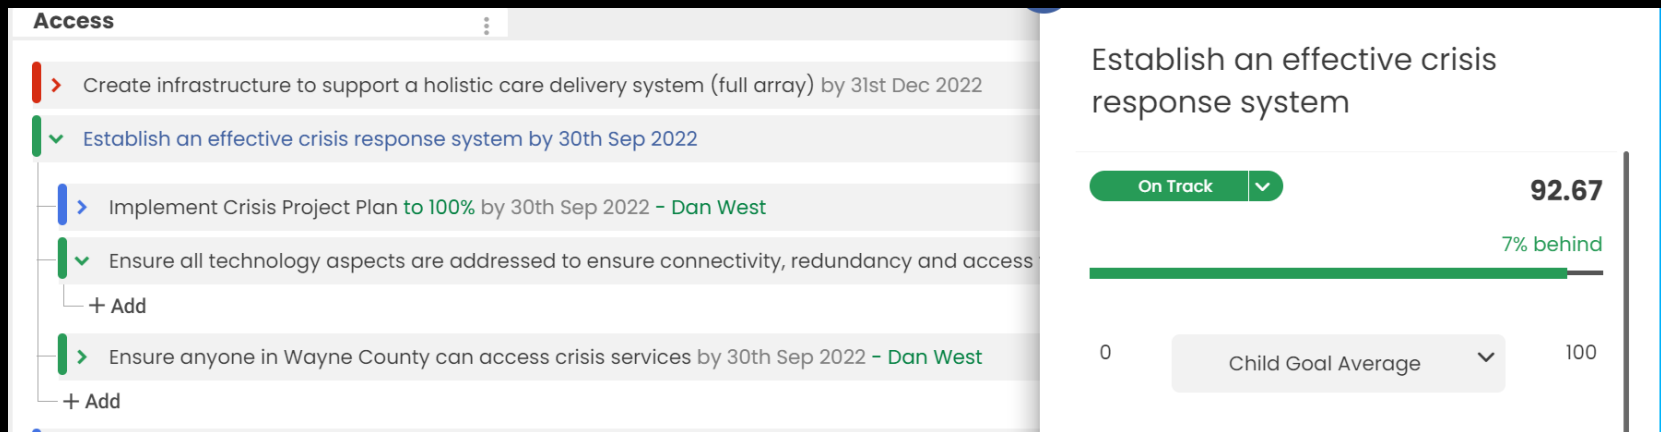 Access
Create infrastructure to support a holistic care delivery system (full array) by 31st Dec 2022
Establish an effective crisis response system by 30th Sep 2022
Implement Crisis Project Plan to 100% by 30th Sep 2022 - Dan West
Ensure all technology aspects are addressed to ensure connectivity, redundancy and access
+ Add
Ensure anyone in Wayne County can access crisis services by 30th Sep 2022 - Dan West
+ Add
Establish an effective crisis
response system
On Track
92.67
7% behind
0
Child Goal Average
100